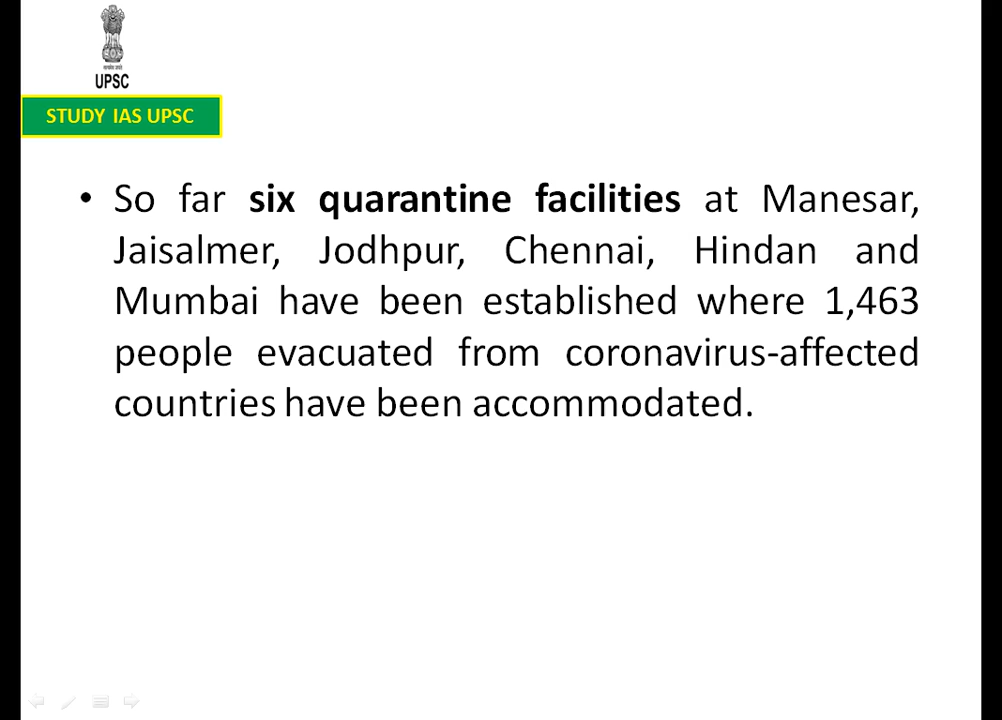 UPSC
STUDY IAS UPSC
• So far six quarantine facilities at Manesar,
Jaisalmer, Jodhpur, Chennai, Hindan and
Mumbai have been established where 1,463
people evacuated from coronavirus-affected
countries have been accommodated.